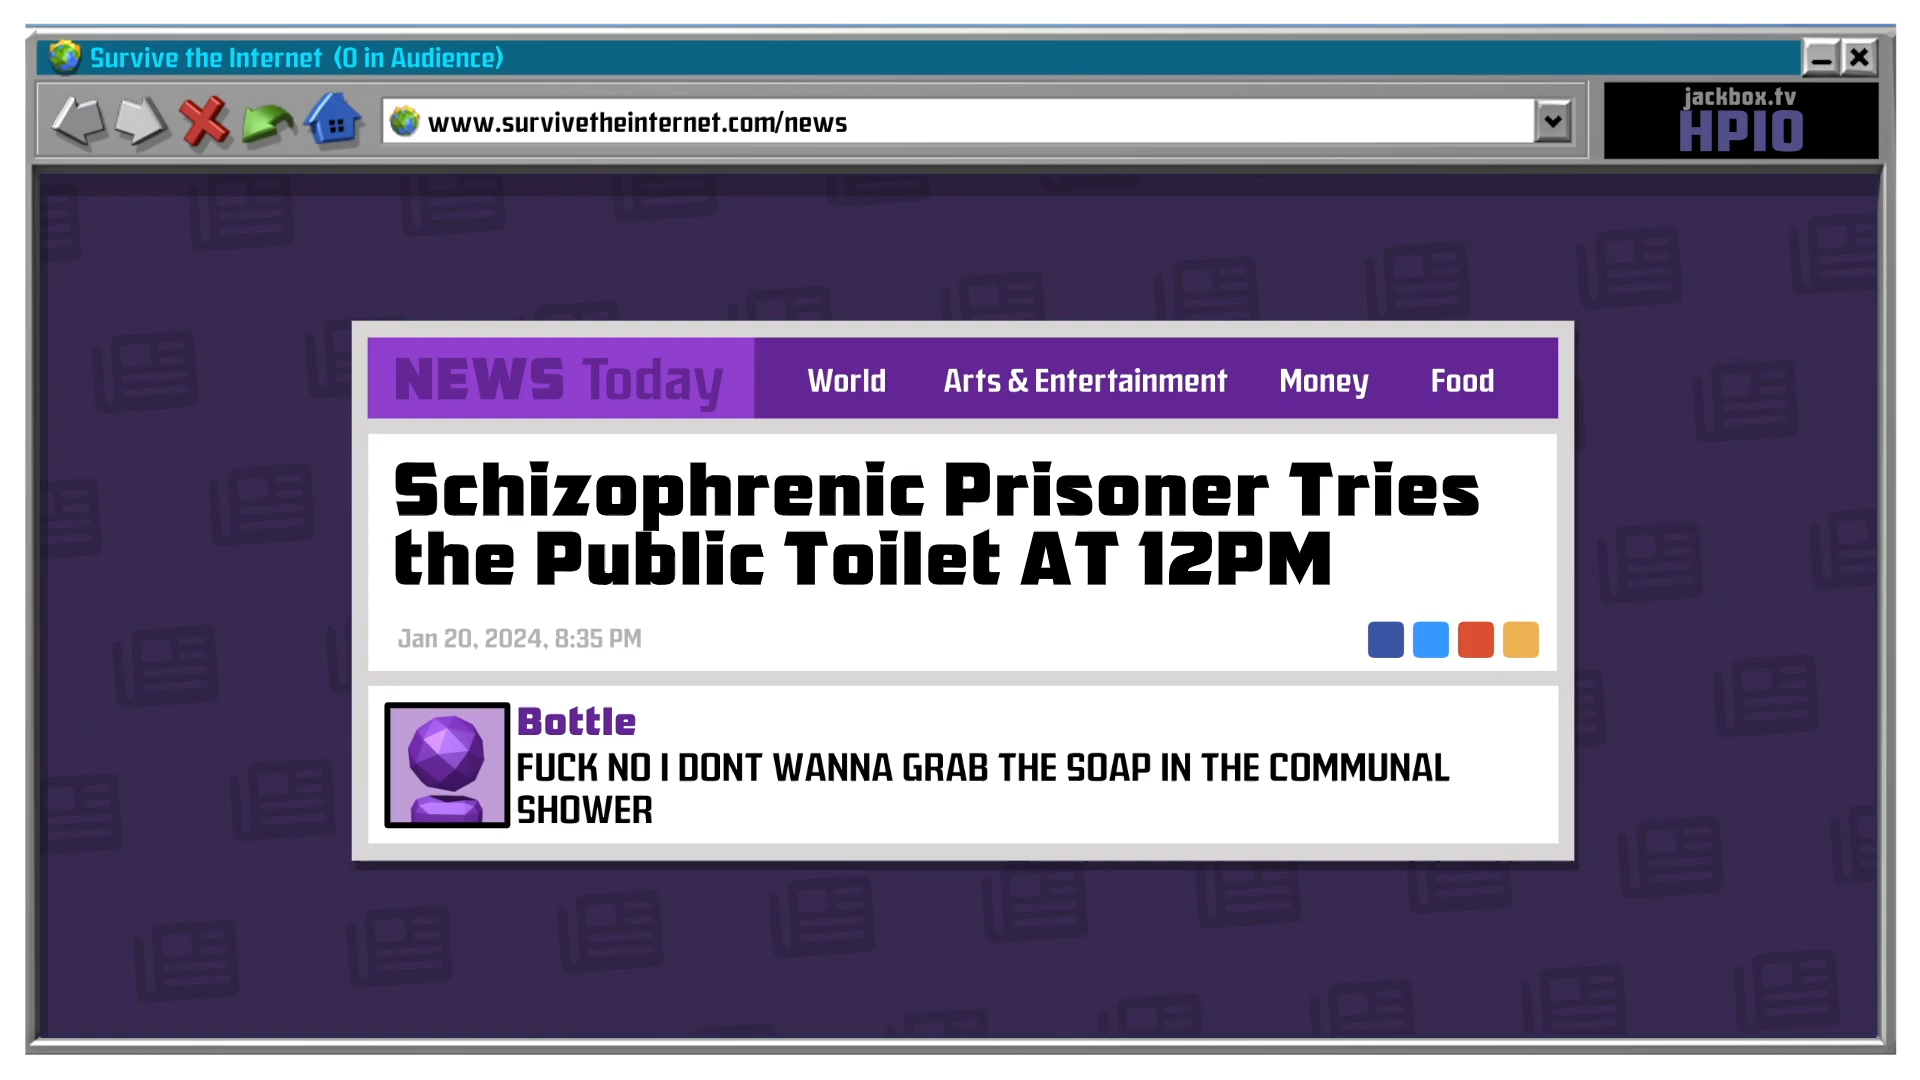 Survive the Internet (0 in Audience)
www.survivetheinternet.com/news
jackbox.tv
HPIO
NEWS Today World Arts & Entertainment Money Food
Schizophrenic Prisoner Tries
the Public Toilet AT 12PM
Jan 20, 2024, 8:35 PM
Bottle
FUCK NO I DONT WANNA GRAB THE SOAP IN THE COMMUNAL
SHOWER